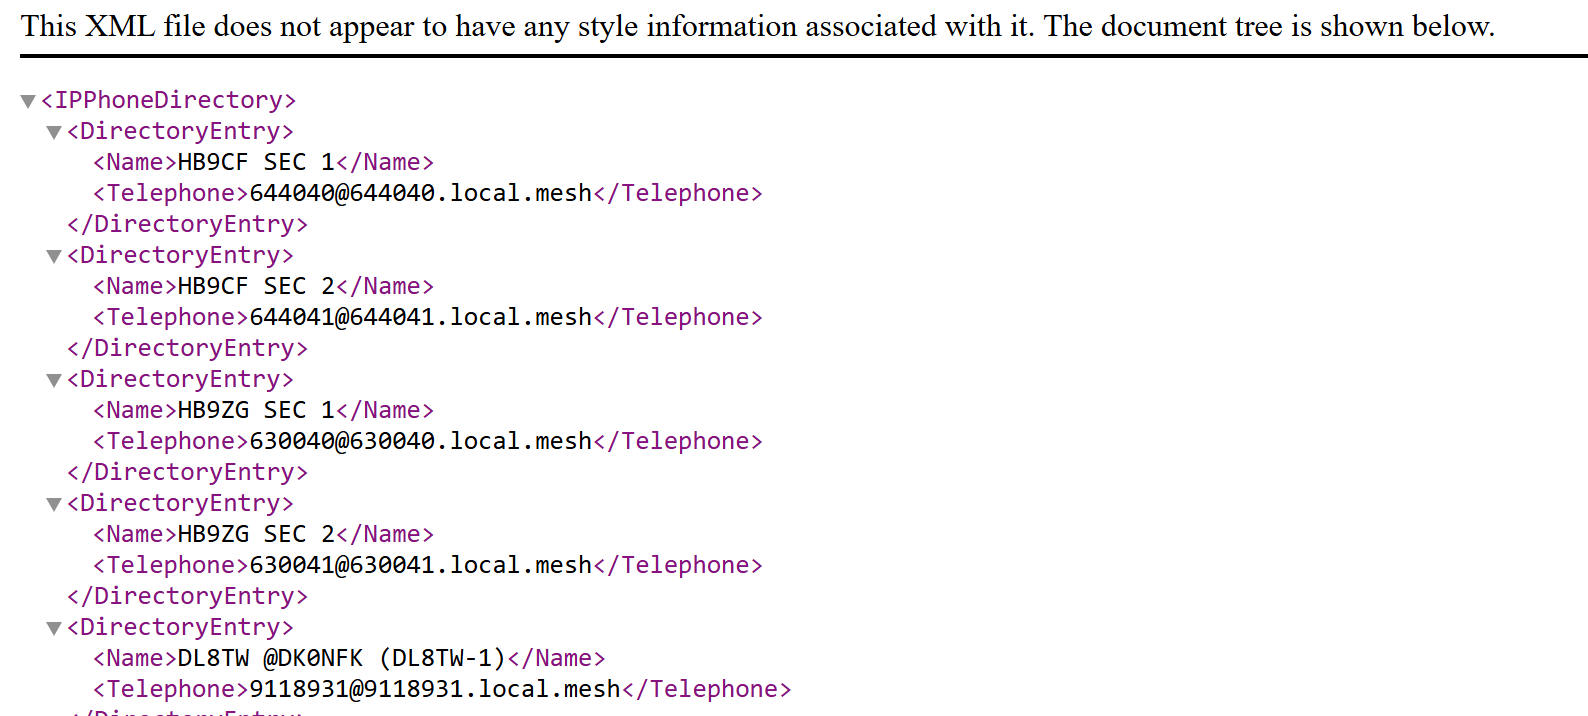 This XML file does not appear to have any style information associated with it. The document tree is shown below.
<IPPhoneDirectory>
<DirectoryEntry>
<Name>HB9CF SEC 1</Name>
<Telephone>644040@644040.local.mesh</Telephone>
</DirectoryEntry>
<DirectoryEntry>
<Name>HB9CF SEC 2</Name>
<Telephone>644041@644041.local.mesh</Telephone>
</DirectoryEntry>
<DirectoryEntry>
<Name>HB9ZG SEC 1</Name>
<Telephone>630040@630040.local.mesh</Telephone>
</DirectoryEntry>
<DirectoryEntry>
<Name>HB9ZG SEC 2</Name>
<Telephone>630041@630041.local.mesh</Telephone>
</DirectoryEntry>
<DirectoryEntry>
<Name>DL8TW @DK0NFK (DL8TW-1)</Name>
<Telephone>9118931@9118931.local.mesh</Telephone>
</DirectoryEntry>